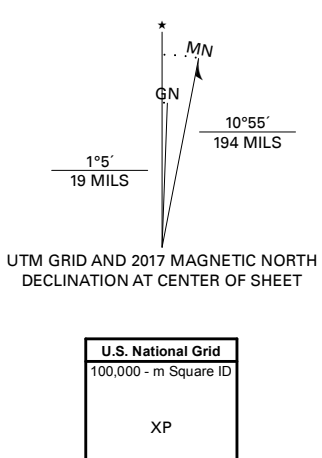 ★
MN
GN
10°55´
194 MILS
1°5´
19 MILS
UTM GRID AND 2017 MAGNETIC NORTH
DECLINATION AT CENTER OF SHEET
U.S. National Grid
100,000 - m Square ID
XP